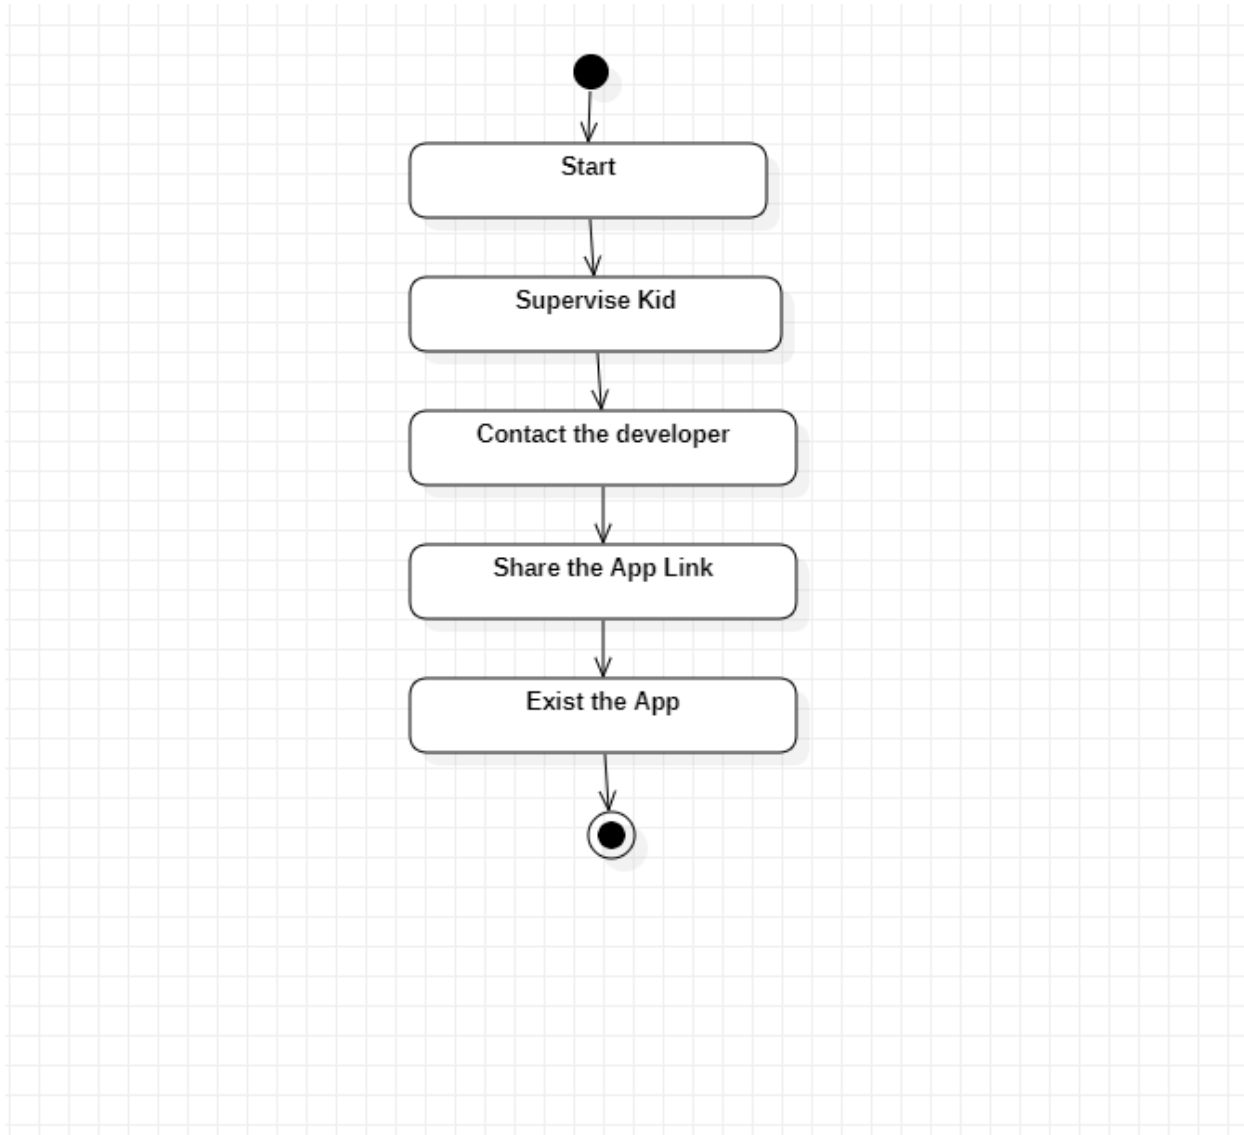 Start
Supervise Kid
Contact the developer
Share the App Link
Exist the App